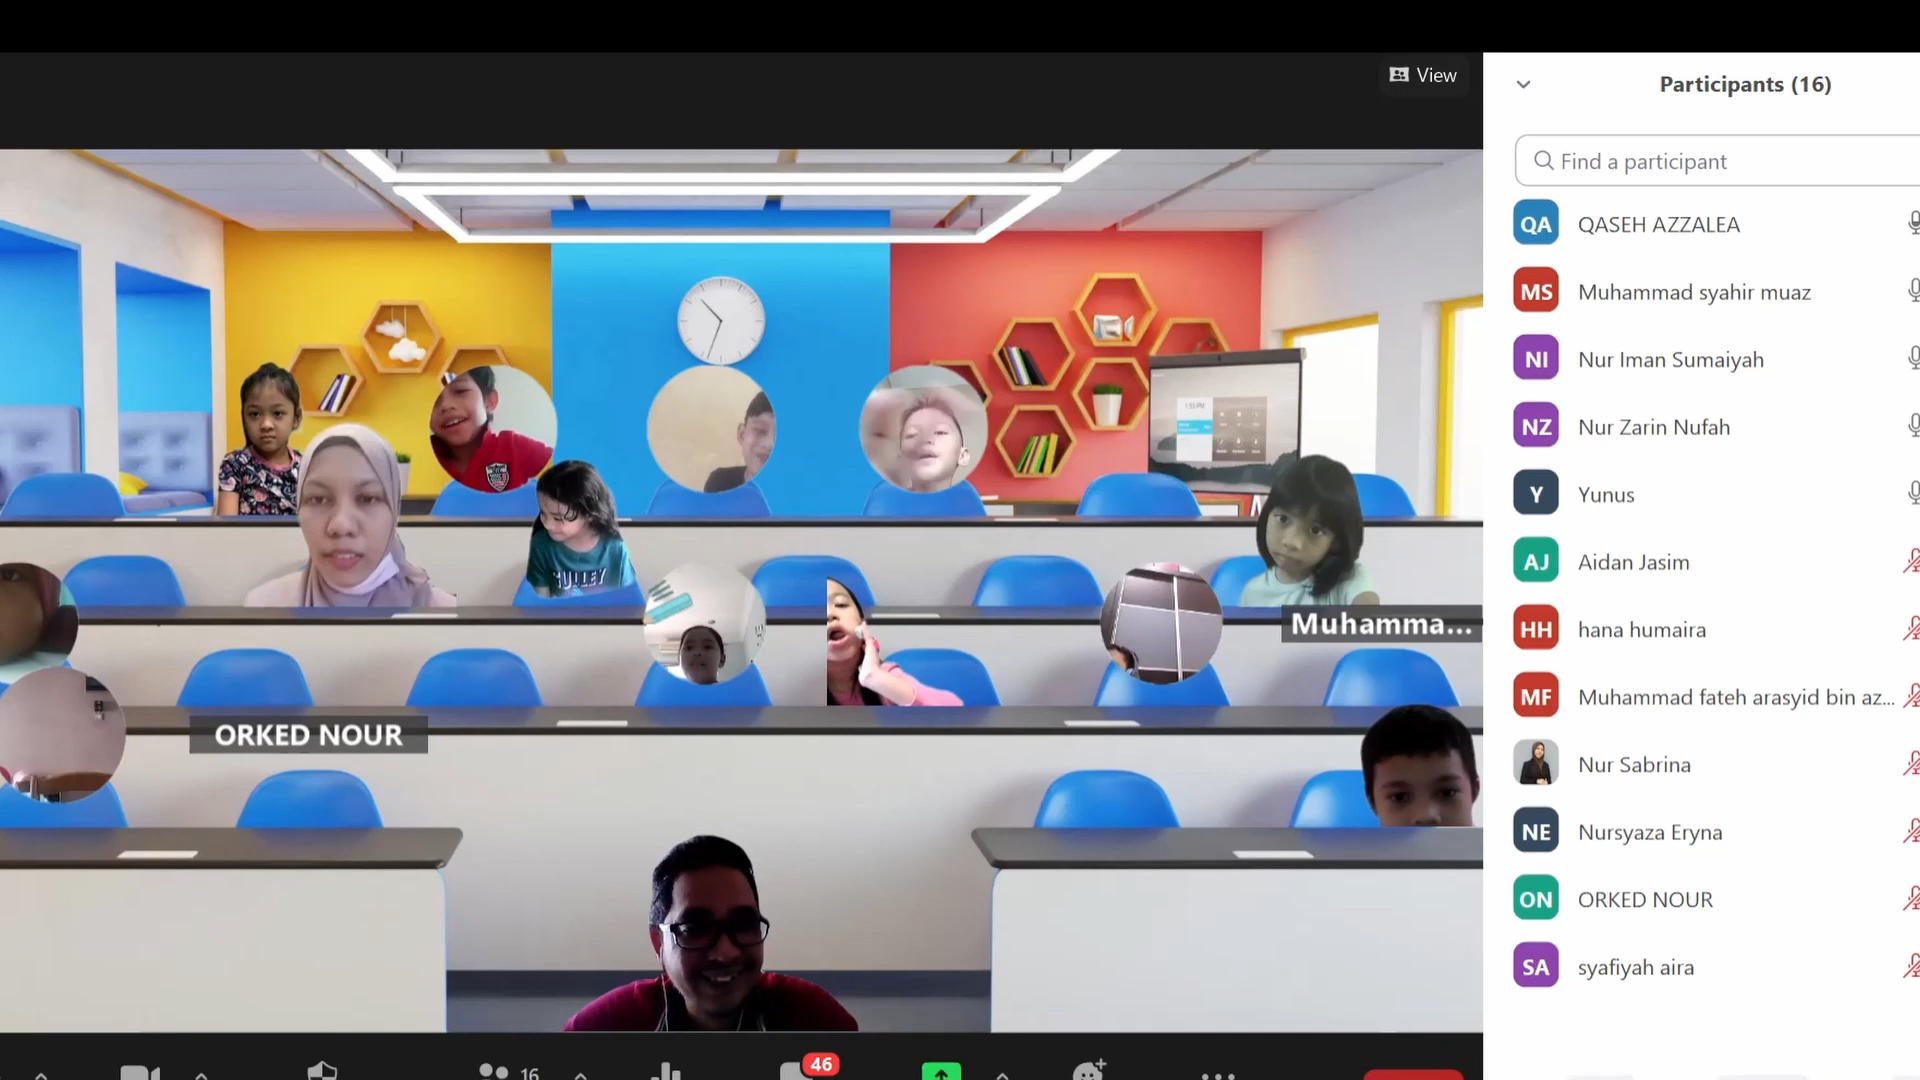 View
Participants (16)
Find a participant
QA QASEH AZZALEA
MS Muhammad syahir muaz
NI Nur Iman Sumaiyah
NZ Nur Zarin Nufah
Y Yunus
AJ Aidan Jasim
HH hana humaira
MF Muhammad fateh arasyid bin az...
Nur Sabrina
NE Nursyaza Eryna
ON ORKED NOUR
SA syafiyah aira
Muhamma...
ORKED NOUR
16
46